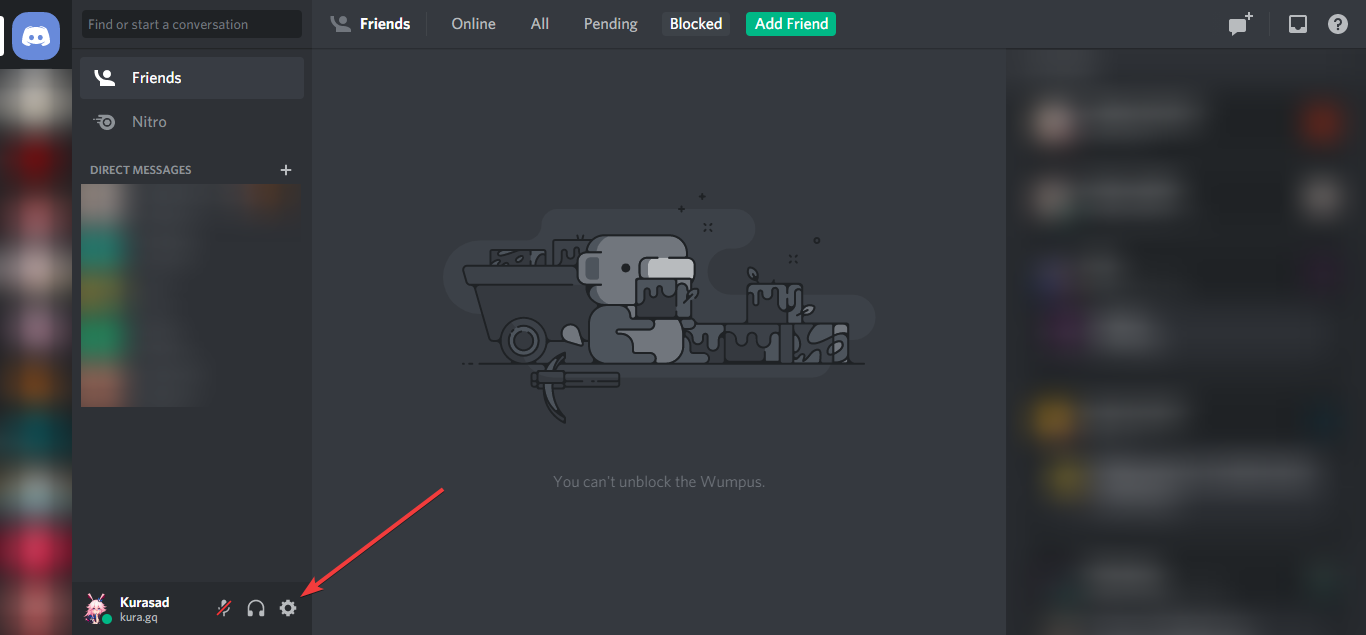 Find or start a conversation
Friends
Online
All
Pending
Blocked
Add Friend
Friends
Nitro
DIRECT MESSAGES
You can't unblock the Wumpus.
Kurasad
kura.gq